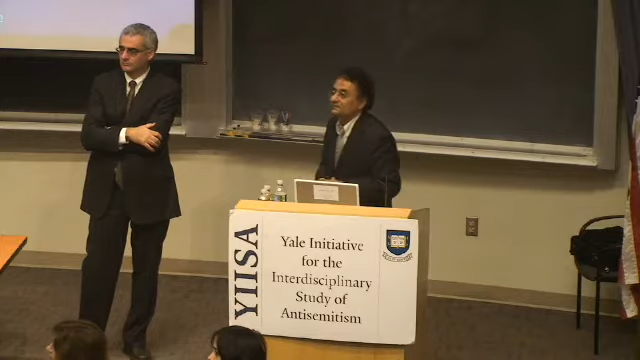 YIISA
Yale Initiative
for the
Interdisciplinary
Study of
Antisemitism